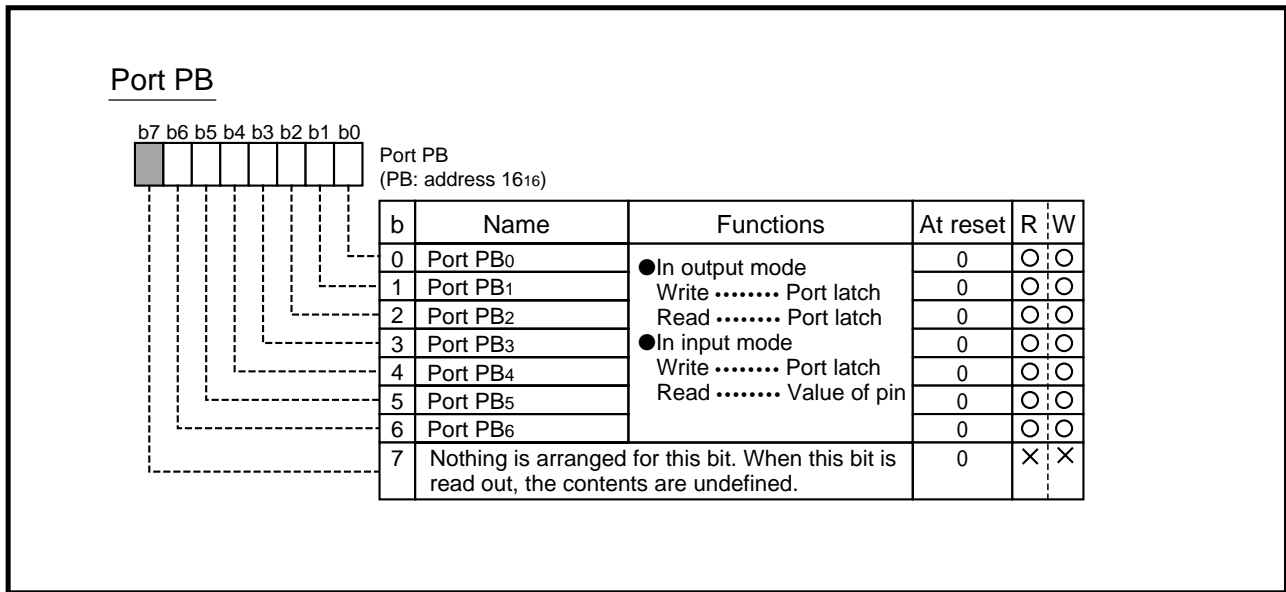 Port PB
b7 b6 b5 b4 b3 b2 b1 b0
Port PB
(PB: address 1616)
b Name Functions At reset R W
0 Port PB0 0 ○ ○
1 Port PB1 0 ○ ○
2 Port PB2 0 ○ ○
3 Port PB3 0 ○ ○
4 Port PB4 0 ○ ○
5 Port PB5 0 ○ ○
6 Port PB6 0 ○ ○
●In output mode
Write •••••••• Port latch
Read •••••••• Port latch
●In input mode
Write •••••••• Port latch
Read •••••••• Value of pin
7 Nothing is arranged for this bit. When this bit is 0 × ×
read out, the contents are undefined.